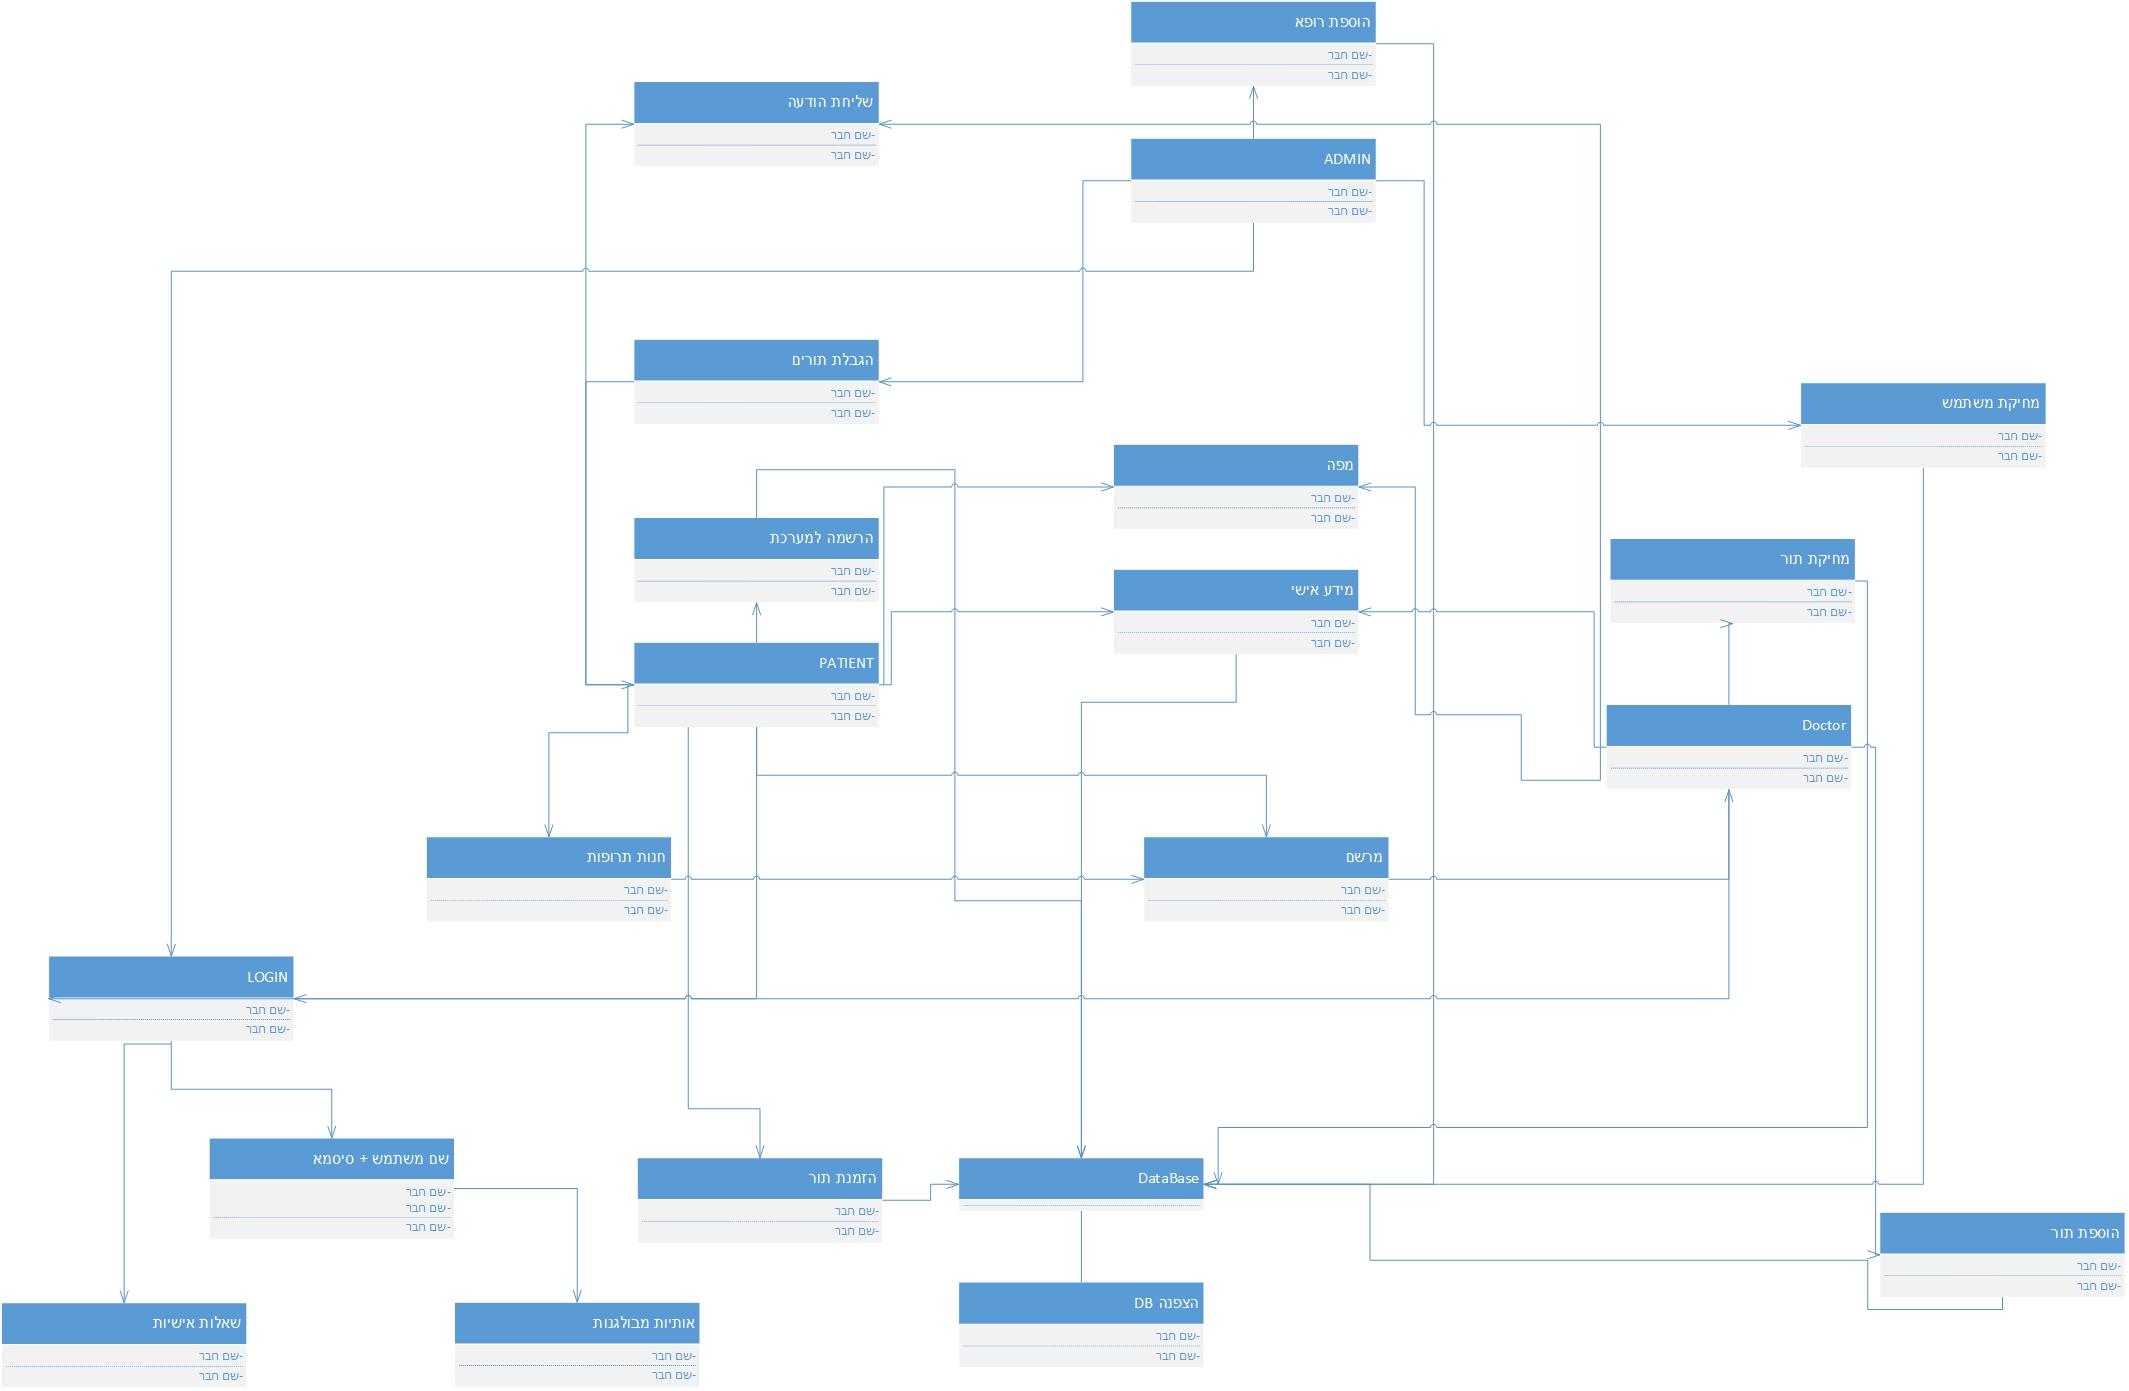 הוספת רופא
-שם חבר
-שם חבר
שליחת הודעה
-שם חבר
-שם חבר
ADMIN
-שם חבר
-שם חבר
הגבלת תורים
-שם חבר
-שם חבר
מחיקת משתמש
-שם חבר
-שם חבר
מפה
-שם חבר
-שם חבר
הרשמה למערכת
-שם חבר
-שם חבר
מחיקת תור
-שם חבר
-שם חבר
מידע אישי
-שם חבר
-שם חבר
PATIENT
-שם חבר
-שם חבר
Doctor
-שם חבר
-שם חבר
חנות תרופות
-שם חבר
-שם חבר
מרשם
-שם חבר
-שם חבר
LOGIN
-שם חבר
-שם חבר
שם משתמש + סיסמא
-שם חבר
-שם חבר
-שם חבר
הזמנת תור
-שם חבר
-שם חבר
DataBase
הוספת תור
-שם חבר
-שם חבר
הצפנה DB
-שם חבר
-שם חבר
שאלות אישיות
-שם חבר
-שם חבר
אותיות מבולגנות
-שם חבר
-שם חבר